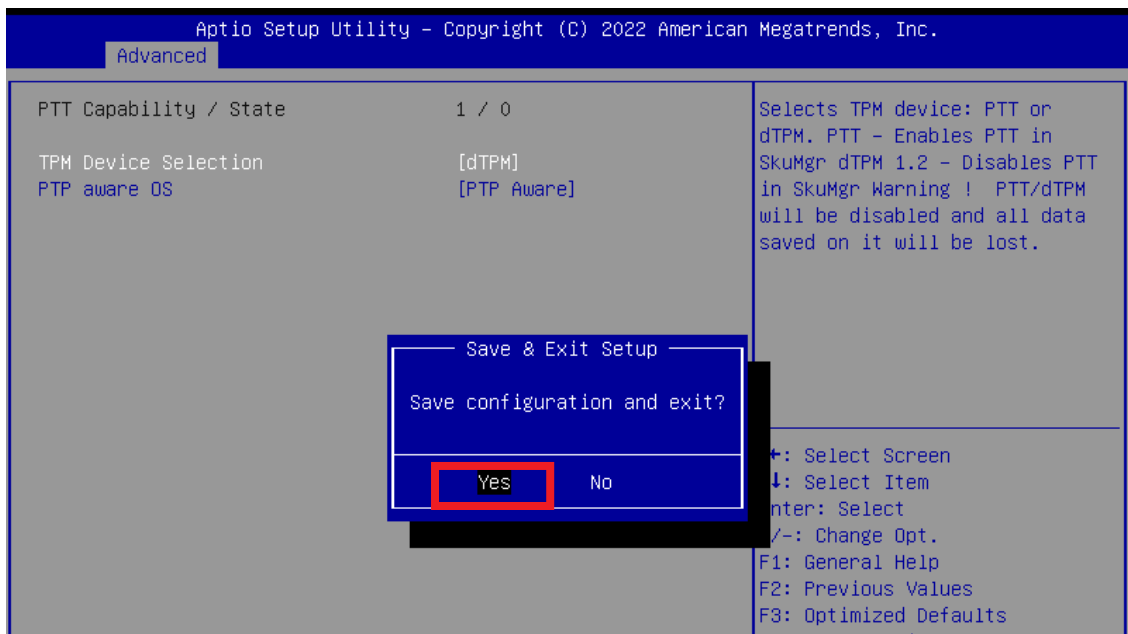 Aptio Setup Utility – Copyright (C) 2022 American Megatrends, Inc.
Advanced
PTT Capability / State 1 / 0
TPM Device Selection [dTPM]
PTP aware OS [PTP Aware]
Selects TPM device: PTT or
dTPM. PTT – Enables PTT in
SkuMgr dTPM 1.2 – Disables PTT
in SkuMgr Warning ! PTT/dTPM
will be disabled and all data
saved on it will be lost.
Save & Exit Setup
Save configuration and exit?
Yes No
: Select Screen
: Select Item
nter: Select
/–: Change Opt.
F1: General Help
F2: Previous Values
F3: Optimized Defaults